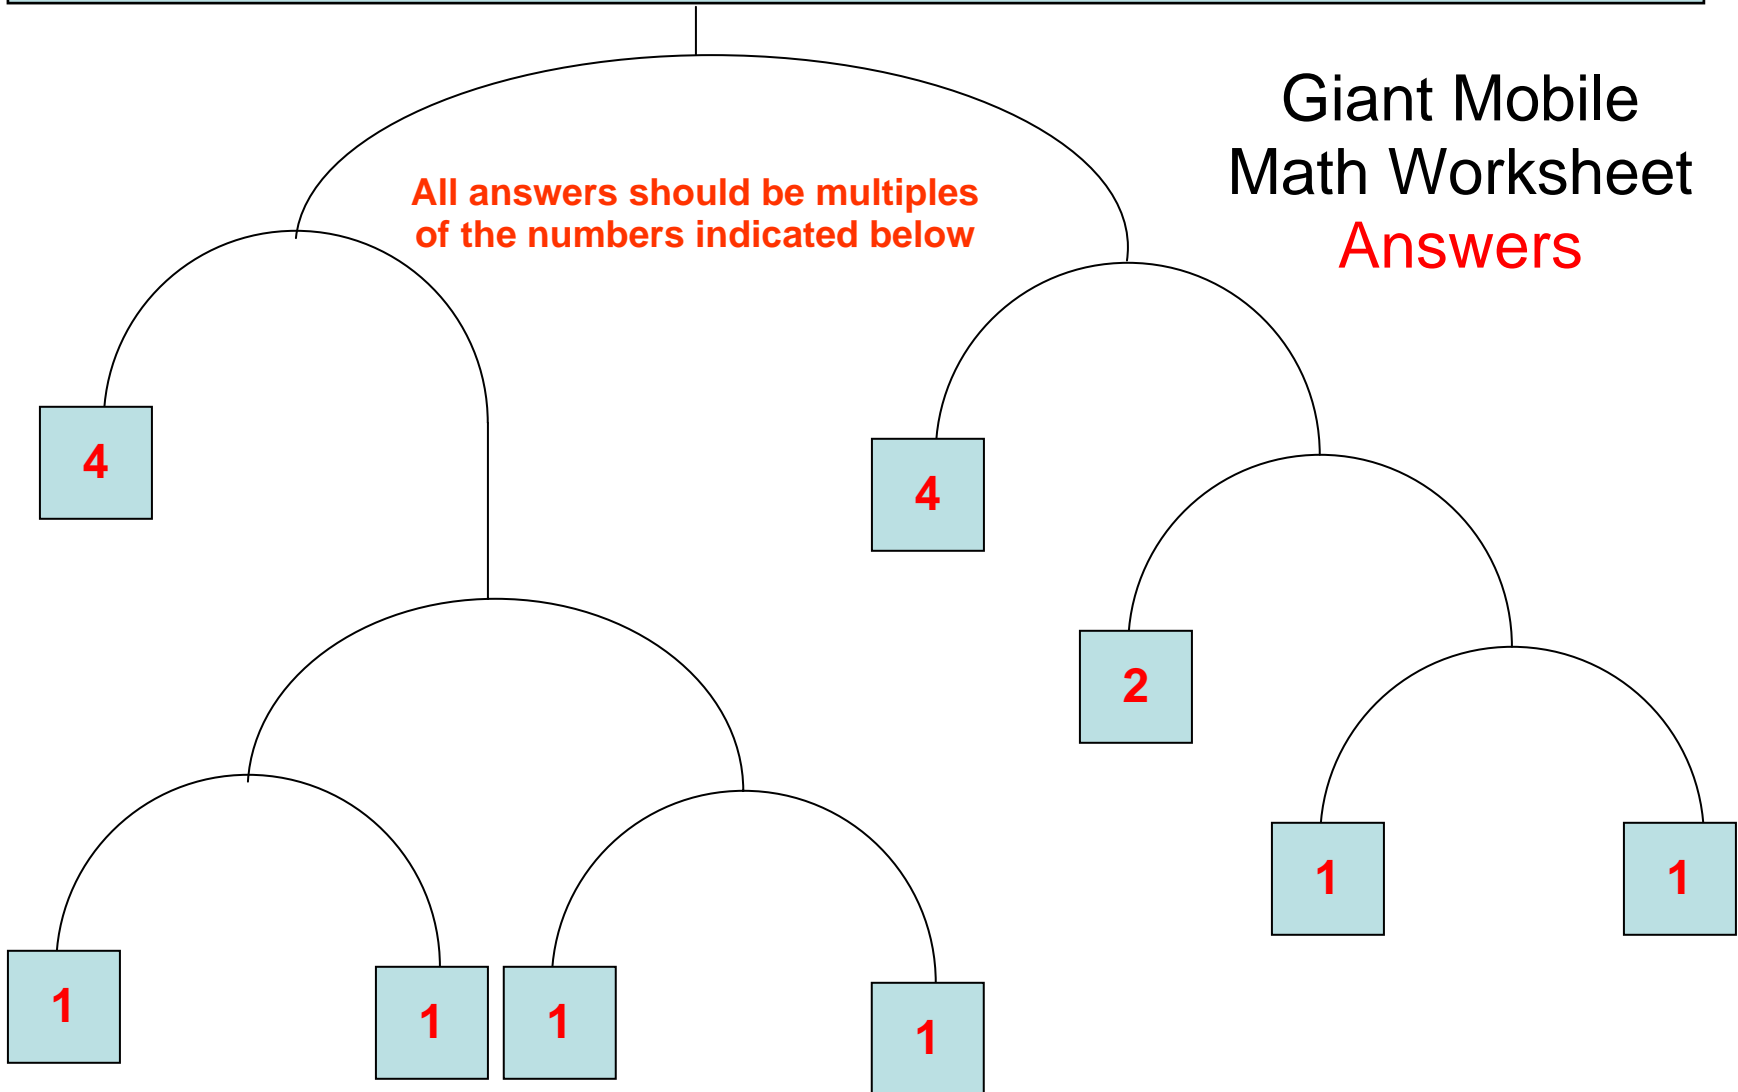 Giant Mobile
Math Worksheet
Answers
All answers should be multiples
of the numbers indicated below
4
4
2
1
1
1
1
1
1